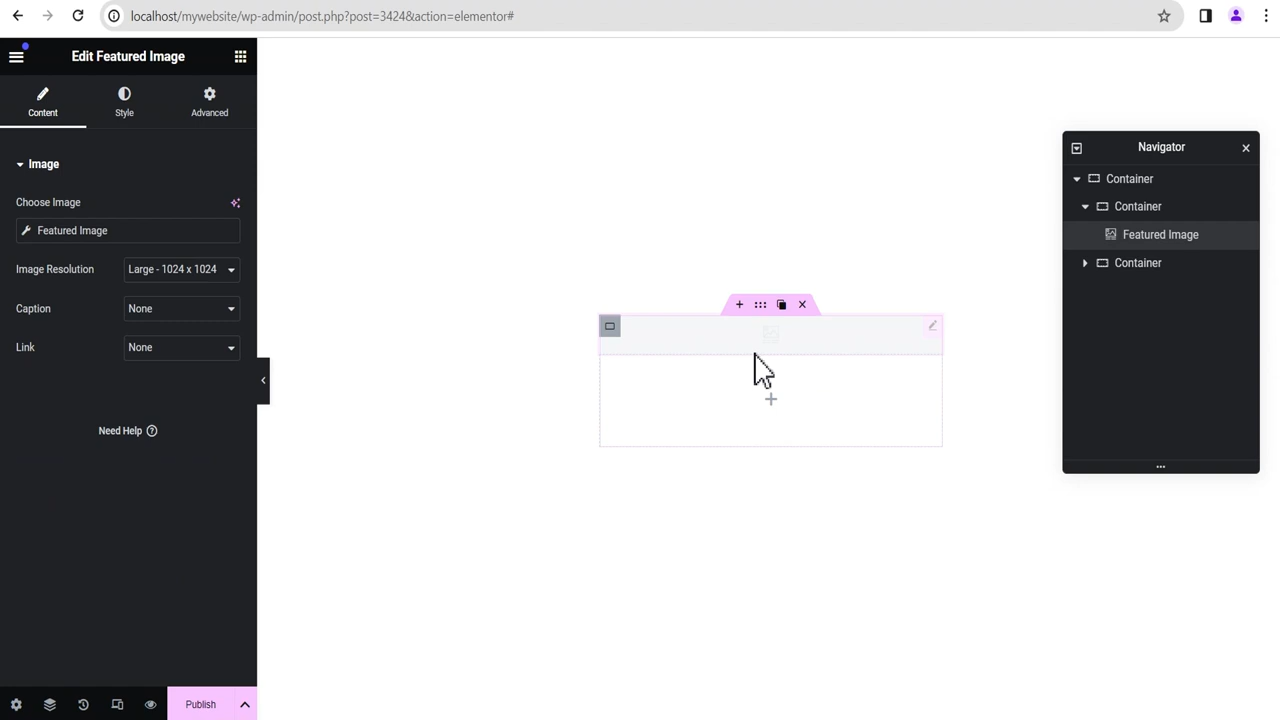 localhost/mywebsite/wp-admin/post.php?post=3424&action=elementor#
Edit Featured Image
Content
Style
Advanced
Image
Choose Image
Featured Image
Image Resolution
Large - 1024 x 1024
Caption
None
Link
None
Need Help
Publish
Navigator
Container
Container
Featured Image
Container